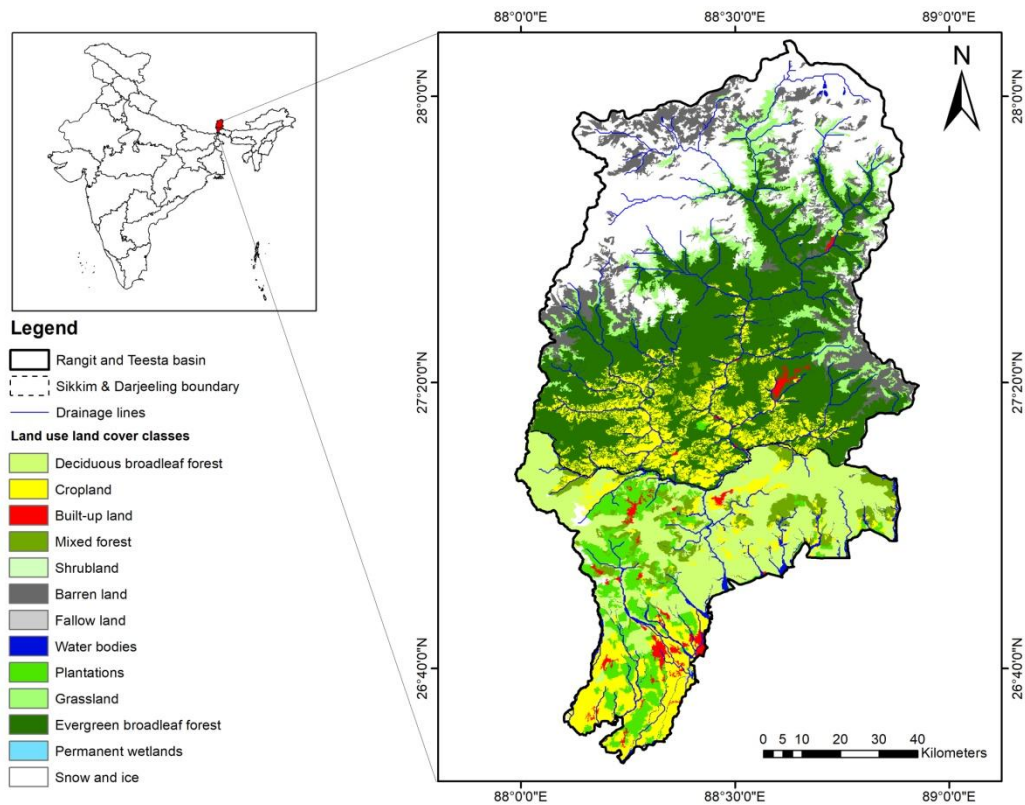 88°0'0"E
88°30'0"E
89°0'0"E
N
28°0'0"N
28°0'0"N
27°20'0"N
27°20'0"N
26°40'0"N
26°40'0"N
Legend
Rangit and Teesta basin
Sikkim & Darjeeling boundary
Drainage lines
Land use land cover classes
Deciduous broadleaf forest
Cropland
Built-up land
Mixed forest
Shrubland
Barren land
Fallow land
Water bodies
Plantations
Grassland
Evergreen broadleaf forest
Permanent wetlands
Snow and ice
0 5 10 20 30 40
Kilometers
88°0'0"E
88°30'0"E
89°0'0"E